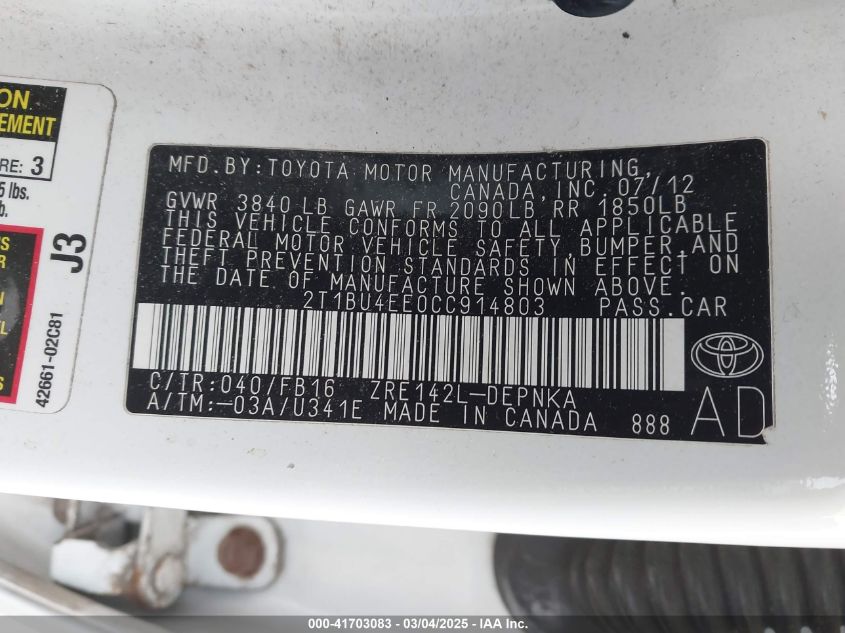 ON
EMENT
RE: 3
5 lbs.
b.
S
R
N
L
S
J3
42661-02C81
MFD.BY:TOYOTA MOTOR MANUFACTURING,
CANADA,INC.07/12
GVWR 3840 LB GAWR FR 2090LB RR 1850LB
THIS VEHICLE CONFORMS TO ALL APPLICABLE
FEDERAL MOTOR VEHICLE SAFETY,BUMPER,AND
THEFT PREVENTION STANDARDS IN EFFECT ON
THE DATE OF MANUFACTURE SHOWN ABOVE.
2T1BU4EE0CC914803 PASS.CAR
C/TR:040/FB16 ZRE142L-DEPNKA
A/TM:-03A/U341E MADE IN CANADA 888
AD
000-41703083 - 03/04/2025 - IAA Inc.